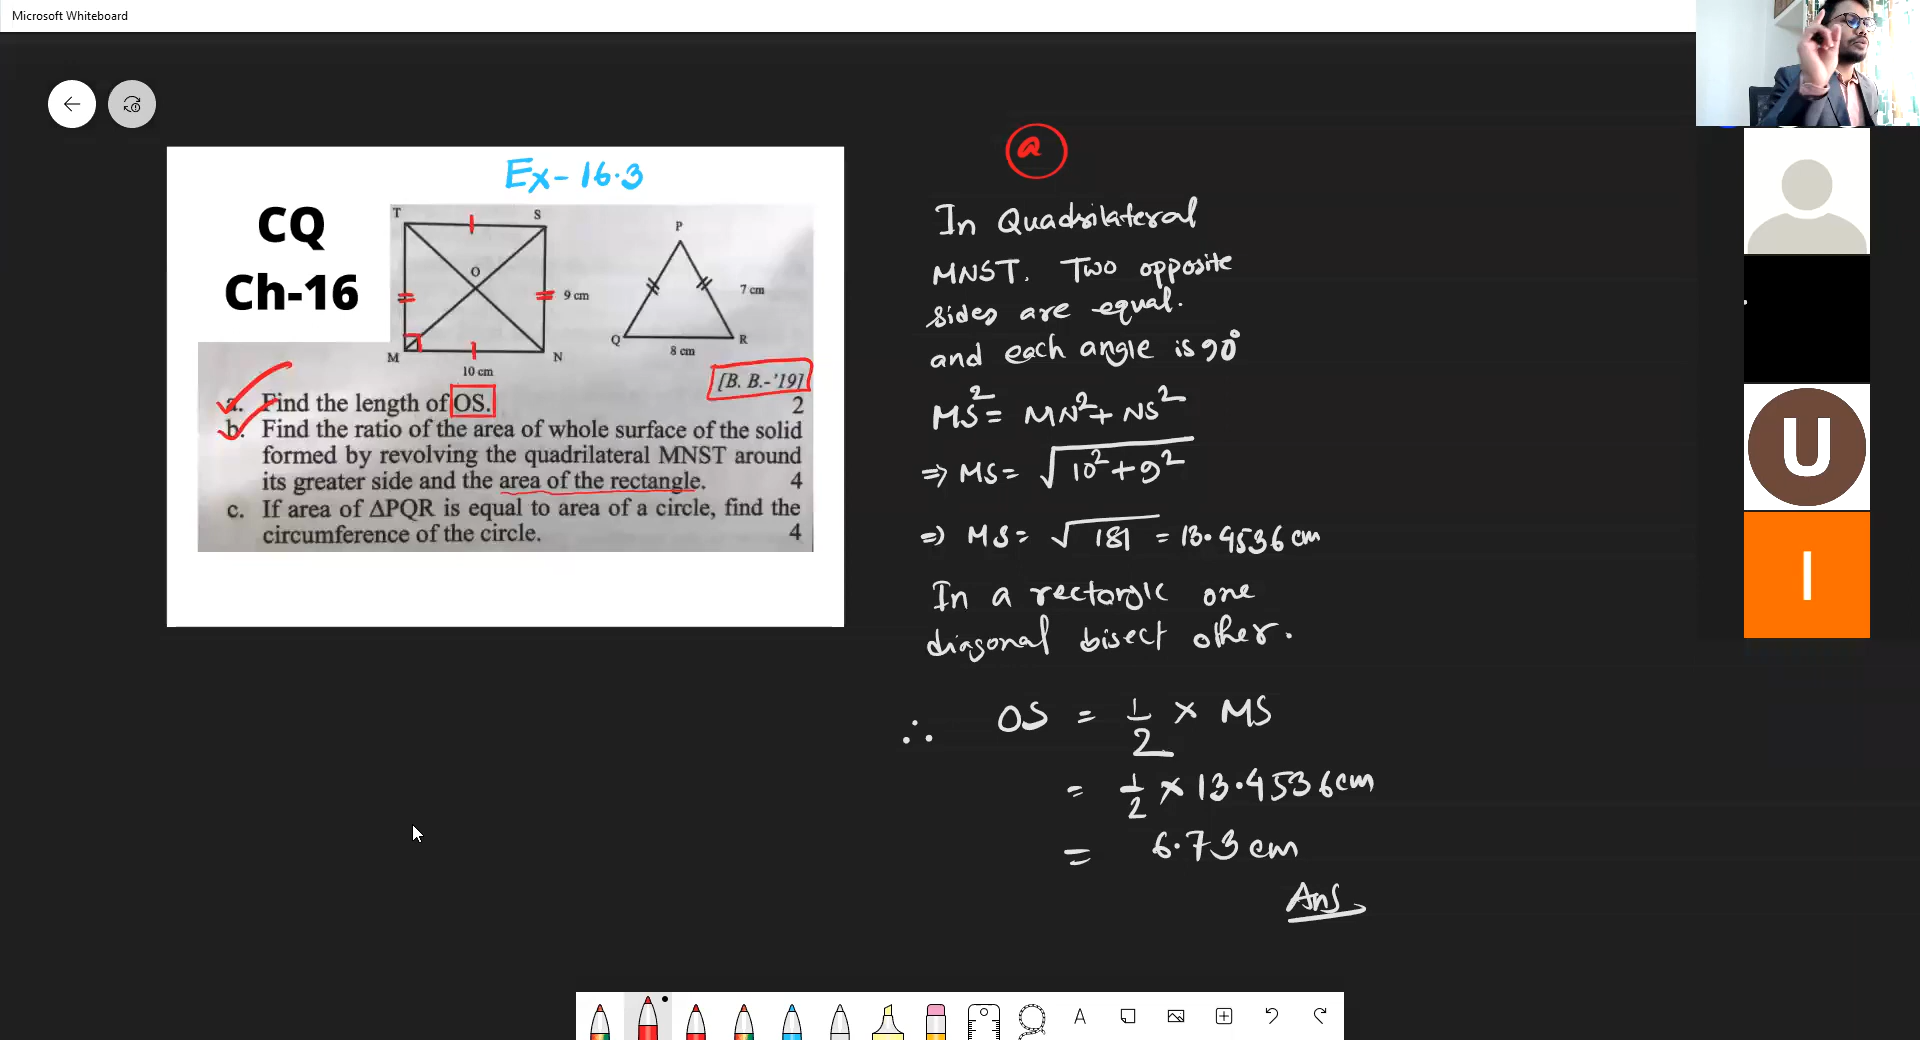 Microsoft Whiteboard
Ex-16.3
CQ
Ch-16
T
S
O
9 cm
M
N
10 cm
P
7 cm
Q
R
8 cm
[B. B.-'19]
a. Find the length of OS. 2
b. Find the ratio of the area of whole surface of the solid
formed by revolving the quadrilateral MNST around
its greater side and the area of the rectangle. 4
c. If area of ΔPQR is equal to area of a circle, find the
circumference of the circle. 4
a
In Quadrilateral
MNST. Two opposite
sides are equal.
and each angle is 90°
MS² = MN² + NS²
⇒ MS = √10² + 9²
⇒ MS = √181 = 13.4536 cm
In a rectangle one
diagonal bisect other.
∴ OS = 1/2 × MS
= 1/2 × 13.4536 cm
= 6.73 cm
Ans
U
I